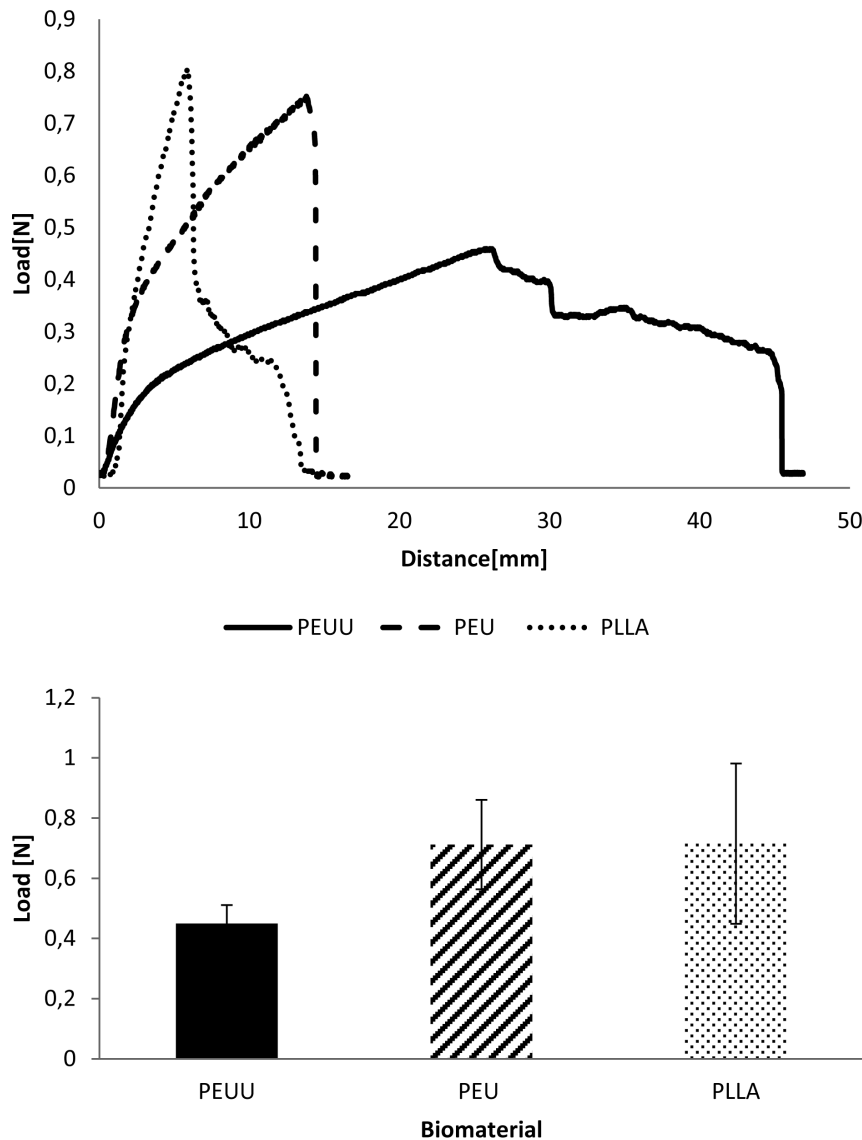 0,9
0,8
0,7
0,6
0,5
0,4
0,3
0,2
0,1
0
Load[N]
0 10 20 30 40 50
Distance[mm]
PEUU PEU PLLA
1,2
1
0,8
0,6
0,4
0,2
0
Load [N]
PEUU PEU PLLA
Biomaterial